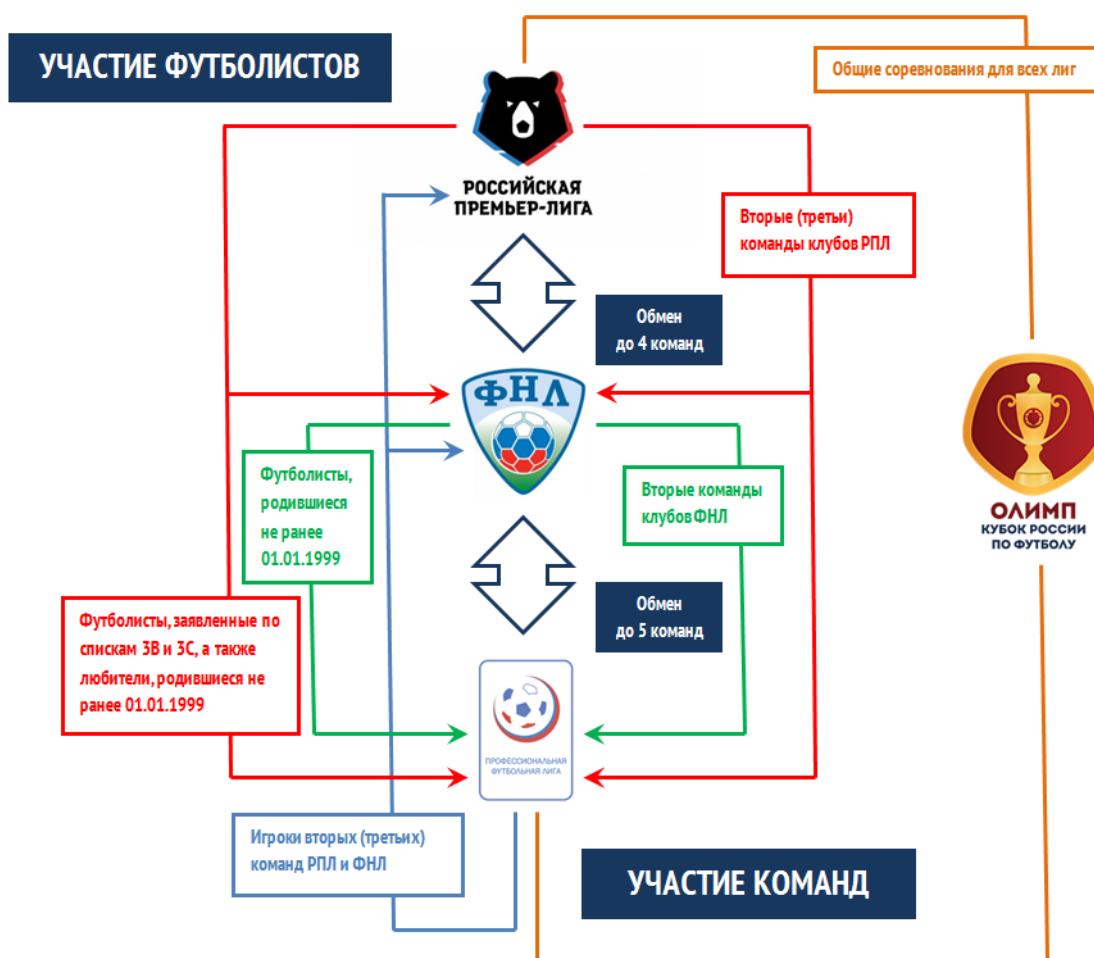 УЧАСТИЕ ФУТБОЛИСТОВ
Общие соревнования для всех лиг
РОССИЙСКАЯ
ПРЕМЬЕР-ЛИГА
Вторые (третьи)
команды клубов РПЛ
Обмен
до 4 команд
ФНЛ
Футболисты,
родившиеся
не ранее
01.01.1999
Вторые команды
клубов ФНЛ
ОЛИМП
КУБОК РОССИИ
ПО ФУТБОЛУ
Обмен
до 5 команд
Футболисты, заявленные по
спискам 3В и 3С, а также
любители, родившиеся не
ранее 01.01.1999
ПРОФЕССИОНАЛЬНАЯ
ФУТБОЛЬНАЯ ЛИГА
Игроки вторых (третьих)
команд РПЛ и ФНЛ
УЧАСТИЕ КОМАНД